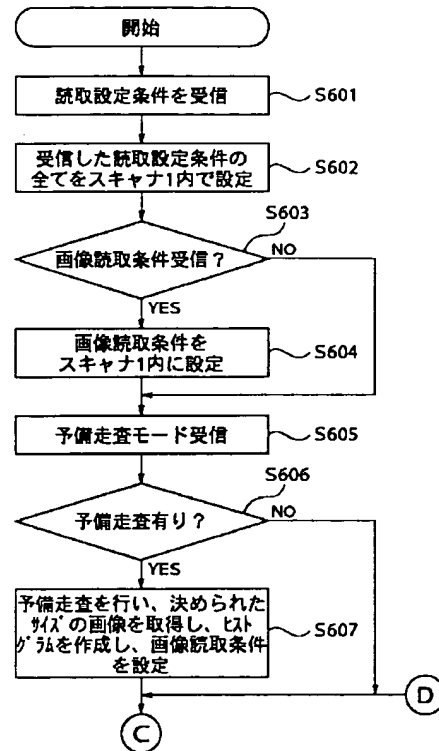 開始
読取設定条件を受信
S601
受信した読取設定条件の
全てをスキャナ1内で設定
S602
S603
画像読取条件受信？
NO
YES
画像読取条件を
スキャナ1内に設定
S604
予備走査モード受信
S605
S606
予備走査有り？
NO
YES
予備走査を行い、決められた
ｻｲｽﾞの画像を取得し、ﾋｽﾄ
ｸﾞﾗﾑを作成し、画像読取条件
を設定
S607
D
C